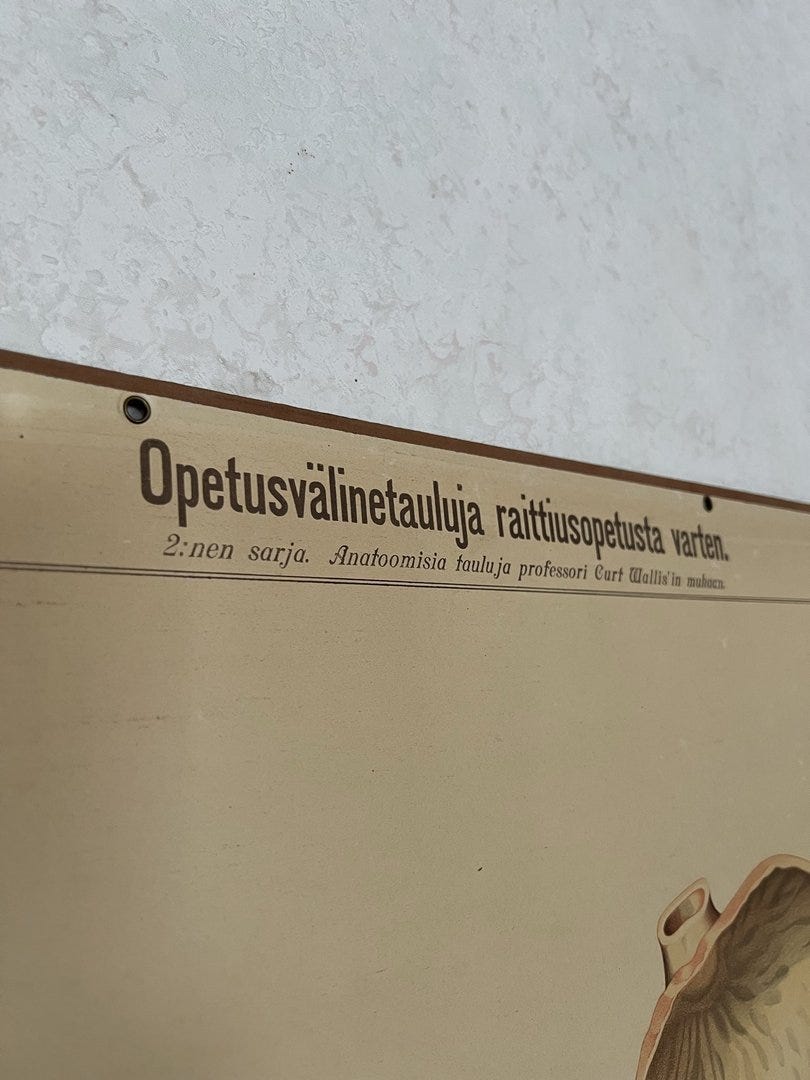 Opetusvälinetauluja raittiusopetusta varten.
2:nen sarja. Anatoomisia tauluja professori Curt Wallis'in mukaan.